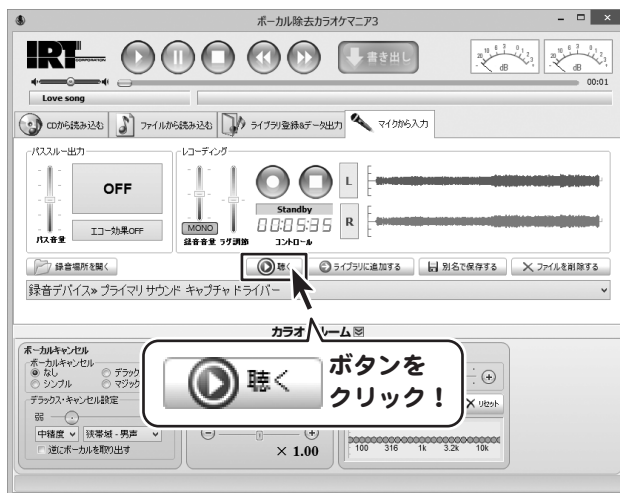 ボーカル除去カラオケマニア3
IRT
CORPORATION
書き出し
dB
dB
00:01
Love song
CDから読み込む
ファイルから読み込む
ライブラリ登録&データ出力
マイクから入力
パススルー出力
レコーディング
OFF
エコー効果OFF
パス音量
MONO
録音音量 ラグ調節
Standby
00:05:35
コントロール
L
R
録音場所を開く
聴く
ライブラリに追加する
別名で保存する
ファイルを削除する
録音デバイス» プライマリ サウンド キャプチャ ドライバー
カラオ
ルーム
ボーカルキャンセル
ボーカルキャンセル
なし
デラック
シンプル
マジック
デラックス・キャンセル設定
弱
中精度
狭帯域 - 男声
逆にボーカルを取り出す
聴く
ボタンを
クリック！
リセット
× 1.00
100 316 1k 3.2k 10k